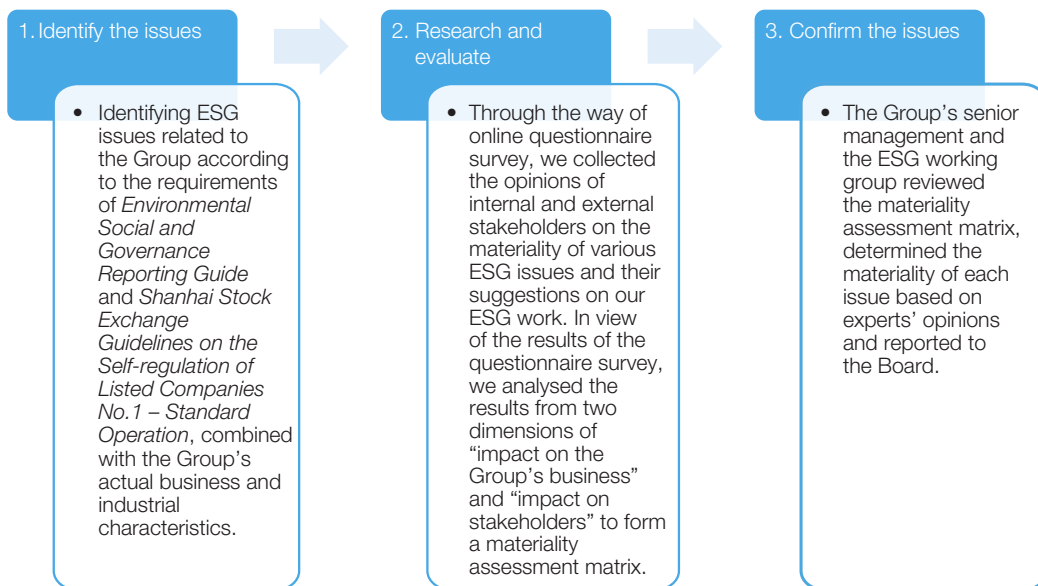 1. Identify the issues
• Identifying ESG
issues related to
the Group according
to the requirements
of Environmental
Social and
Governance
Reporting Guide
and Shanhai Stock
Exchange
Guidelines on the
Self-regulation of
Listed Companies
No.1 – Standard
Operation, combined
with the Group's
actual business and
industrial
characteristics.
2. Research and
evaluate
• Through the way of
online questionnaire
survey, we collected
the opinions of
internal and external
stakeholders on the
materiality of various
ESG issues and their
suggestions on our
ESG work. In view
of the results of the
questionnaire survey,
we analysed the
results from two
dimensions of
“impact on the
Group's business”
and “impact on
stakeholders” to form
a materiality
assessment matrix.
3. Confirm the issues
• The Group's senior
management and
the ESG working
group reviewed
the materiality
assessment matrix,
determined the
materiality of each
issue based on
experts' opinions
and reported to
the Board.